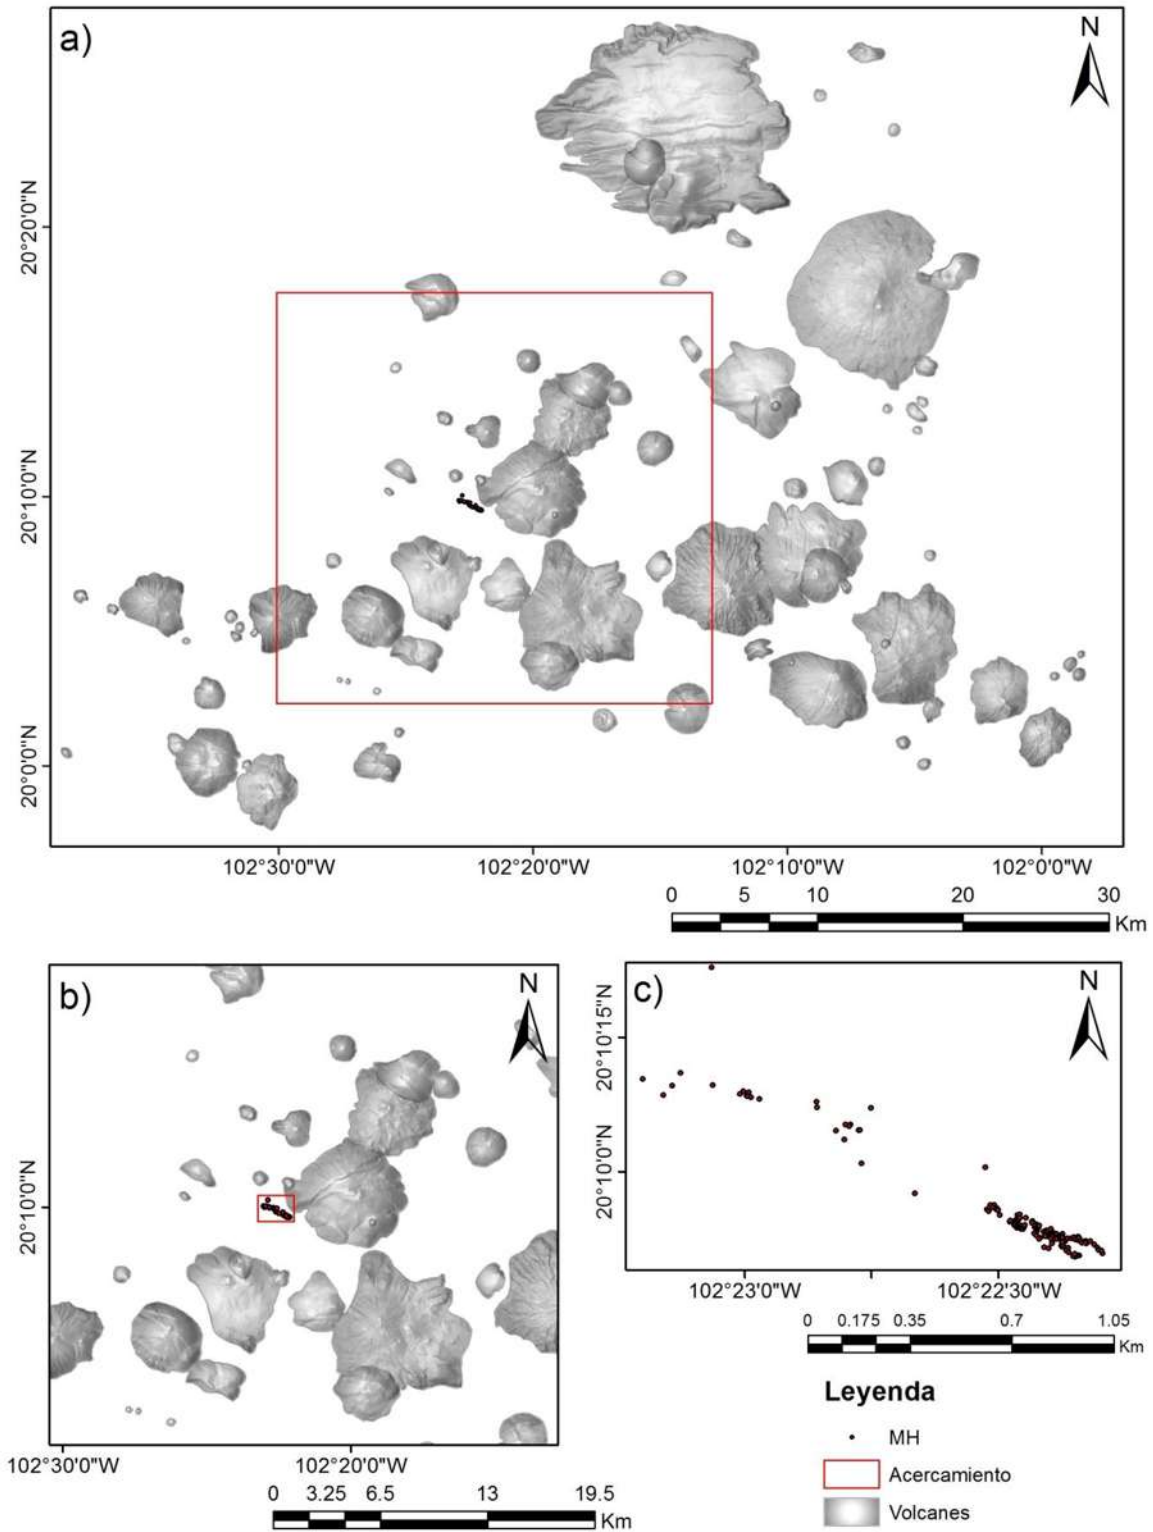 a)
N
20°20'0"N
20°10'0"N
20°0'0"N
102°30'0"W
102°20'0"W
102°10'0"W
102°0'0"W
0
5
10
20
30
Km
b)
N
20°10'0"N
102°30'0"W
102°20'0"W
0
3.25
6.5
13
19.5
Km
c)
N
20°10'15"N
20°10'0"N
102°23'0"W
102°22'30"W
0
0.175
0.35
0.7
1.05
Km
Leyenda
MH
Acercamiento
Volcanes